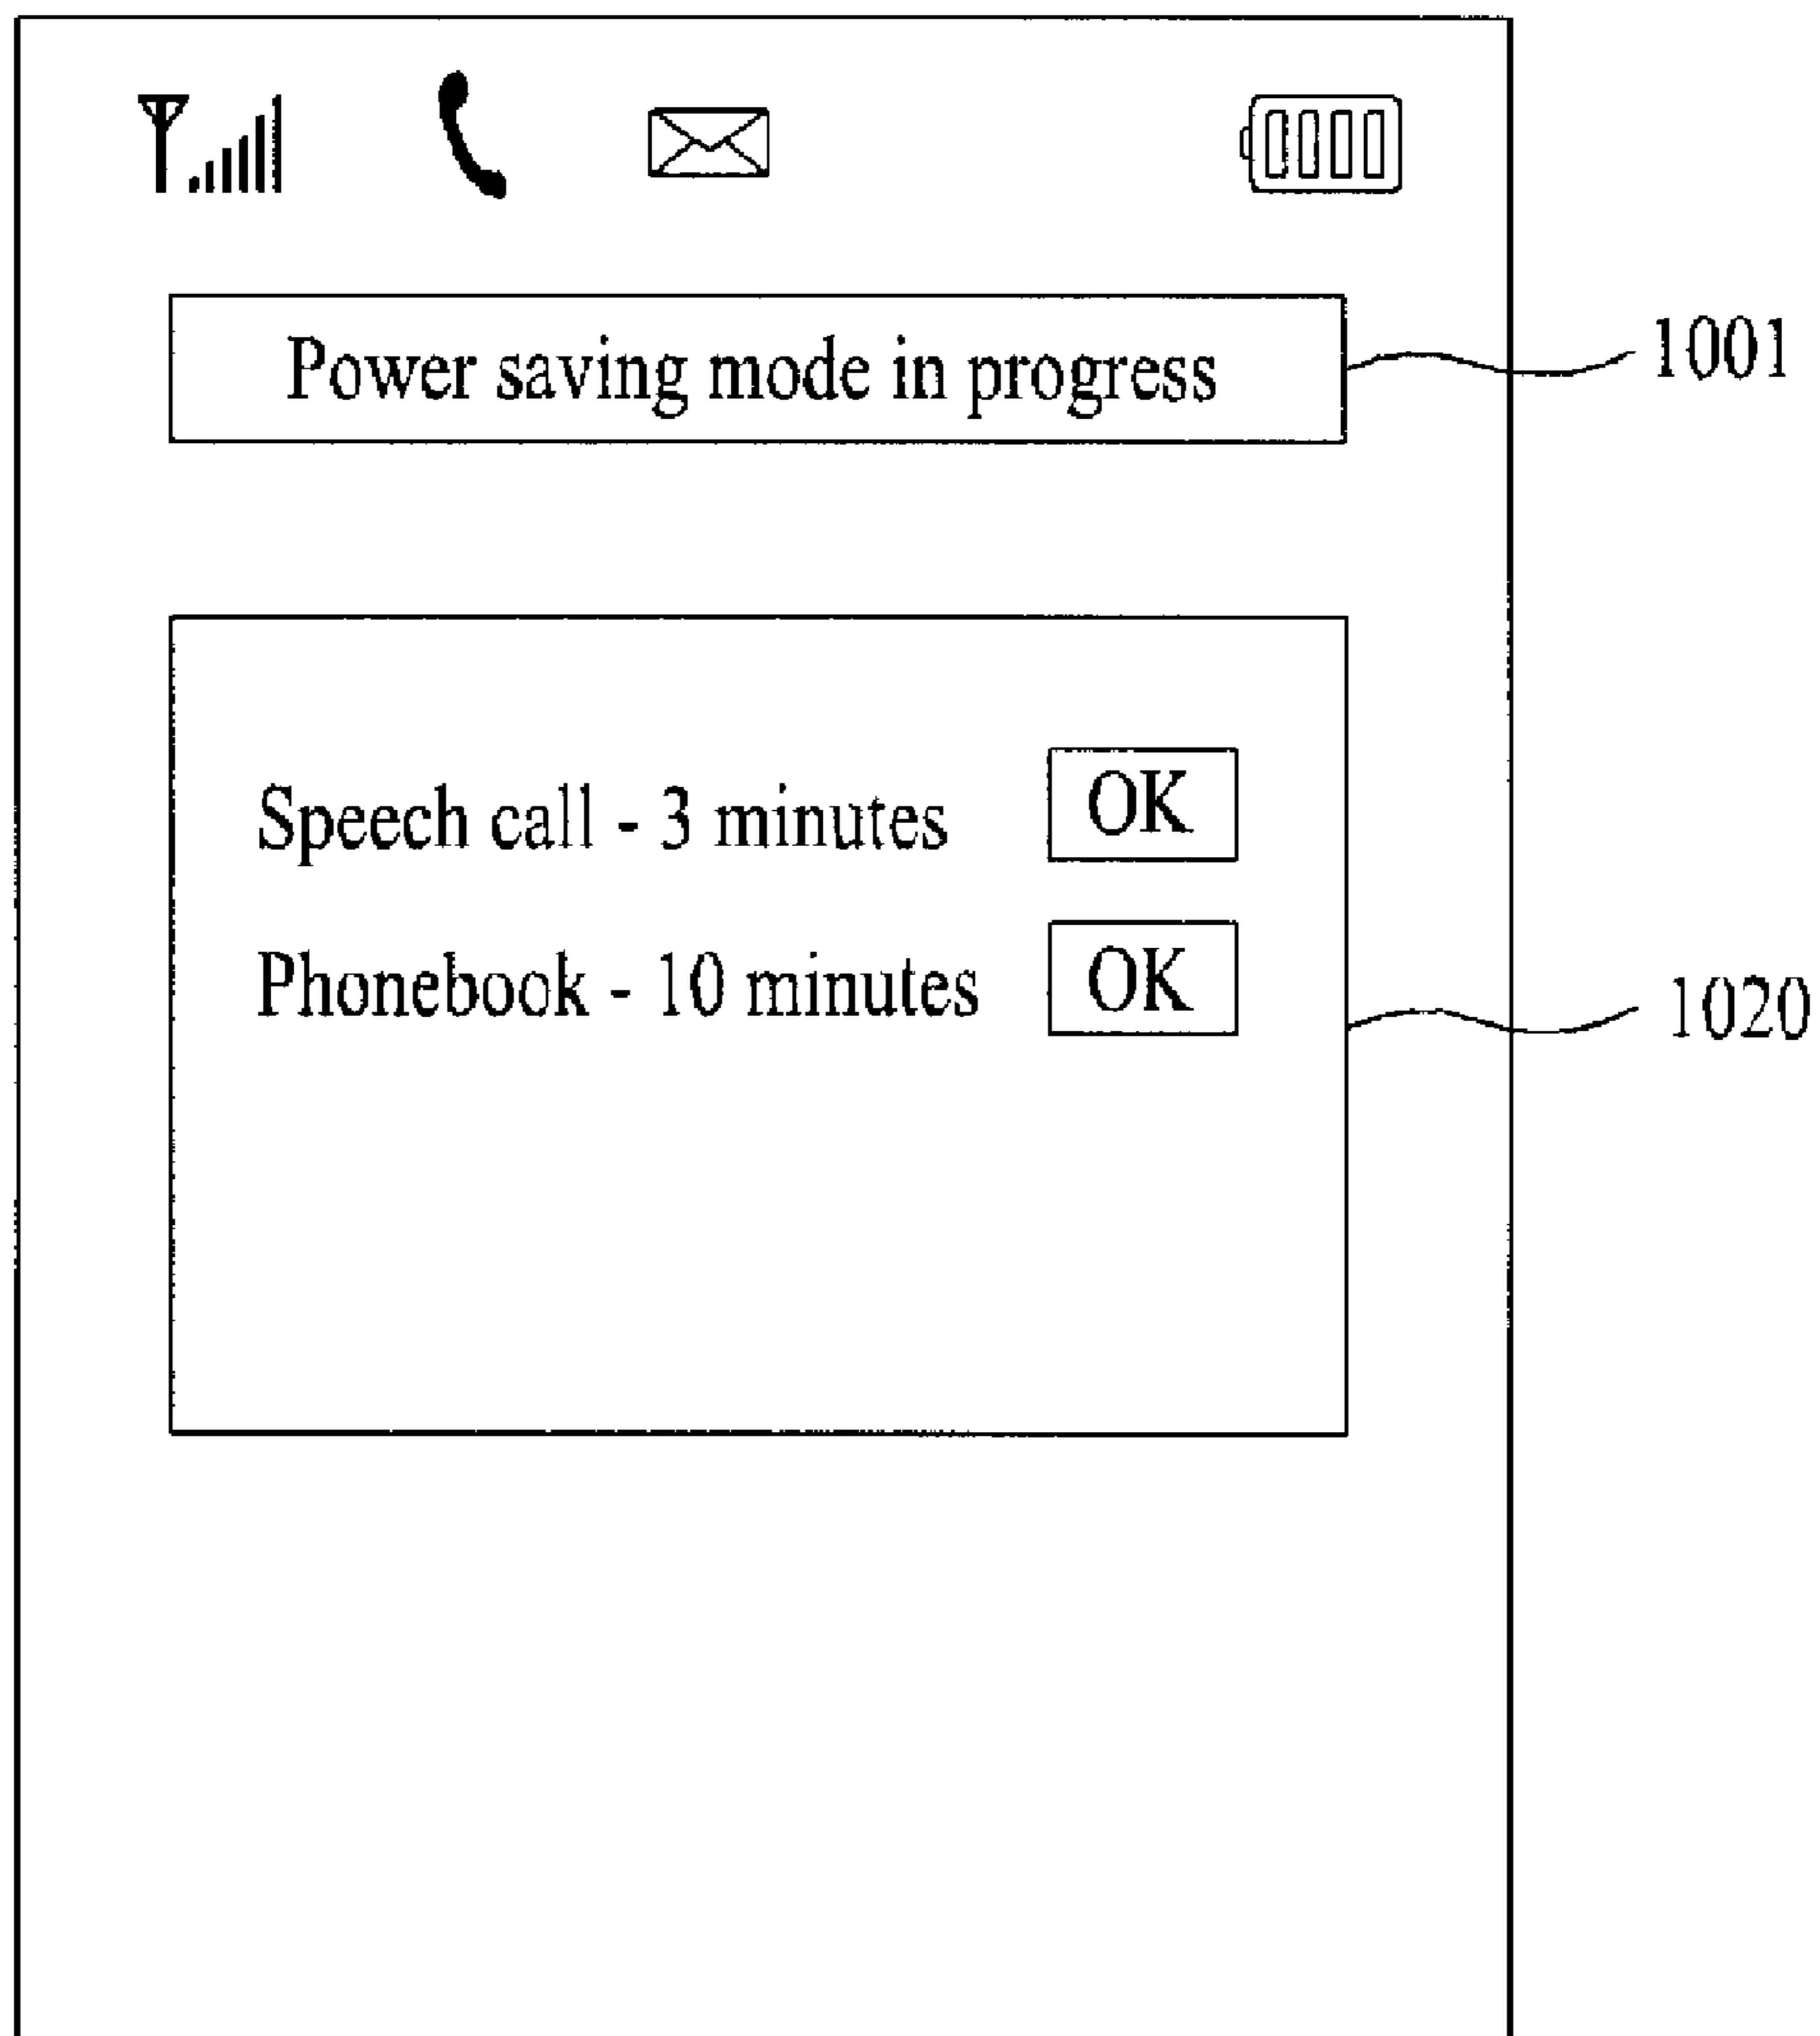 Power saving mode in progress
1001
Speech call - 3 minutes OK
Phonebook - 10 minutes OK
1020